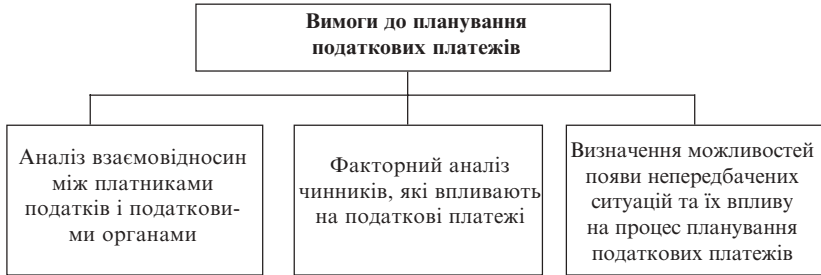 Вимоги до планування
податкових платежів
Аналіз взаємовідносин
між платниками
податків і податкови-
ми органами
Факторний аналіз
чинників, які впливають
на податкові платежі
Визначення можливостей
появи непередбачених
ситуацій та їх впливу
на процес планування
податкових платежів